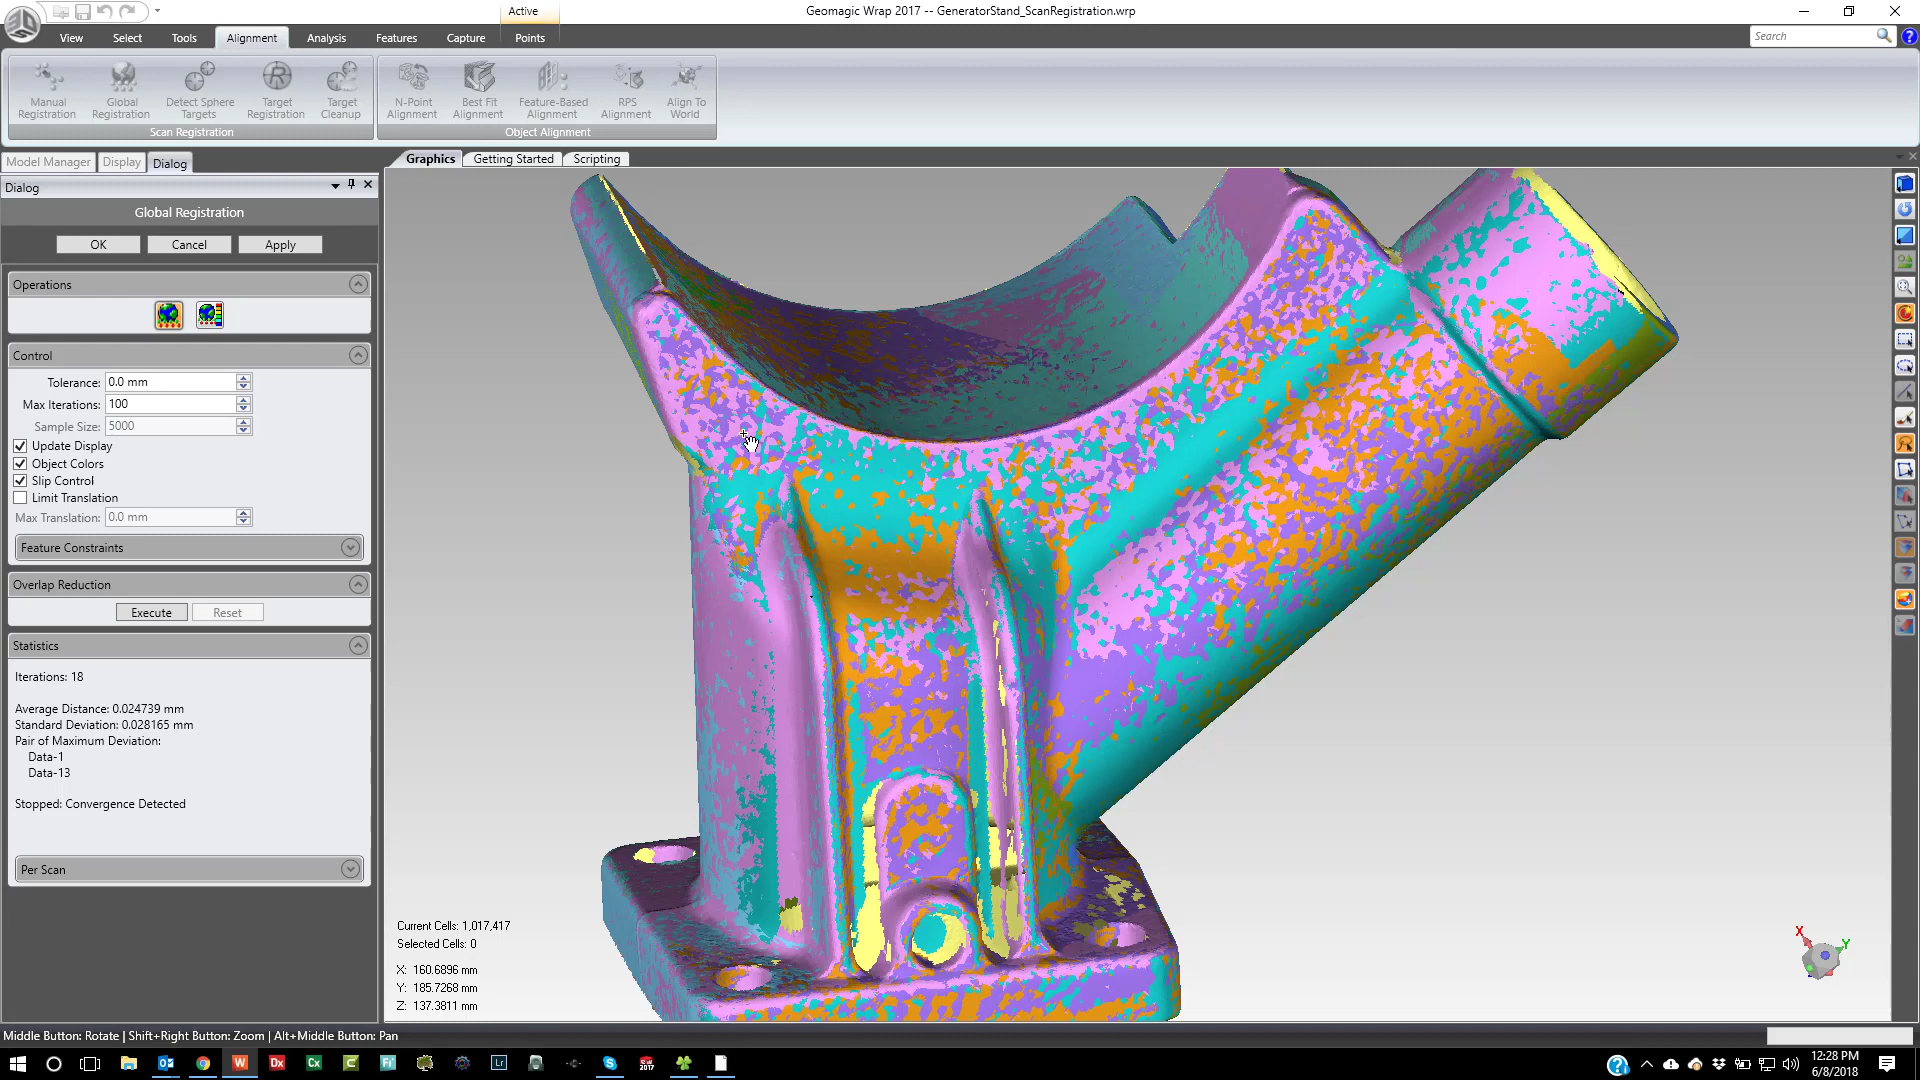 Active
Geomagic Wrap 2017 -- GeneratorStand_ScanRegistration.wrp
View Select Tools Alignment Analysis Features Capture Points
Search
Manual Registration
Global Registration
Detect Sphere Targets
Target Registration
Target Cleanup
Scan Registration
N-Point Alignment
Best Fit Alignment
Feature-Based Alignment
RPS Alignment
Align To World
Object Alignment
Model Manager Display Dialog
Graphics Getting Started Scripting
Dialog
Global Registration
OK Cancel Apply
Operations
Control
Tolerance: 0.0 mm
Max Iterations: 100
Sample Size: 5000
Update Display
Object Colors
Slip Control
Limit Translation
Max Translation: 0.0 mm
Feature Constraints
Overlap Reduction
Execute Reset
Statistics
Iterations: 18
Average Distance: 0.024739 mm
Standard Deviation: 0.028165 mm
Pair of Maximum Deviation:
Data-1
Data-13
Stopped: Convergence Detected
Per Scan
Current Cells: 1,017,417
Selected Cells: 0
X: 160.6896 mm
Y: 185.7268 mm
Z: 137.3811 mm
X Y
Middle Button: Rotate | Shift+Right Button: Zoom | Alt+Middle Button: Pan
W Dx Cx Lr 2017
12:28 PM
6/8/2018